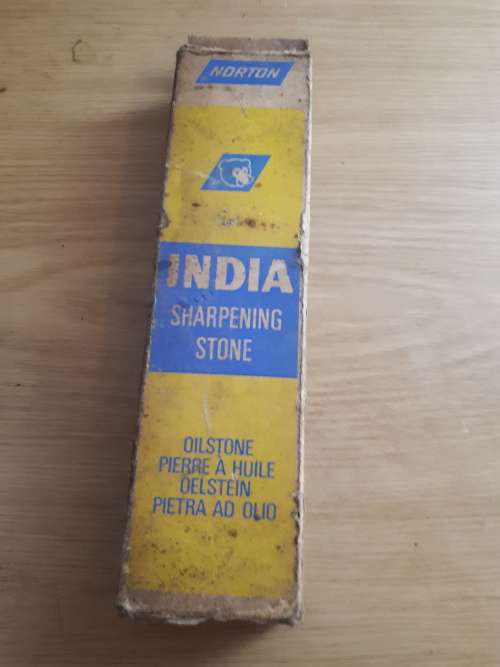 NORTON
INDIA
SHARPENING
STONE
OILSTONE
PIERRE À HUILE
OELSTEIN
PIETRA AD OLIO